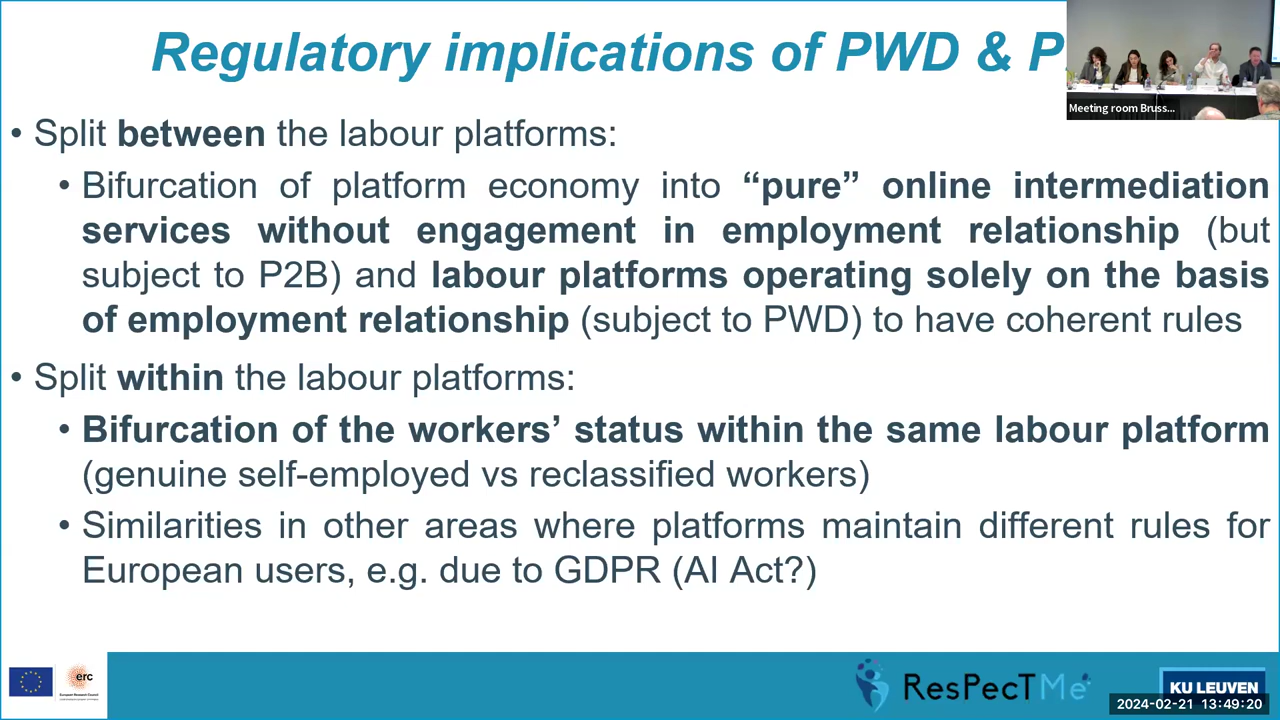 Regulatory implications of PWD & P
Meeting room Bruss...
• Split between the labour platforms:
• Bifurcation of platform economy into “pure” online intermediation
services without engagement in employment relationship (but
subject to P2B) and labour platforms operating solely on the basis
of employment relationship (subject to PWD) to have coherent rules
• Split within the labour platforms:
• Bifurcation of the workers’ status within the same labour platform
(genuine self-employed vs reclassified workers)
• Similarities in other areas where platforms maintain different rules for
European users, e.g. due to GDPR (AI Act?)
erc
European Research Council
ResPecTMe
KU LEUVEN
2024-02-21 13:49:20